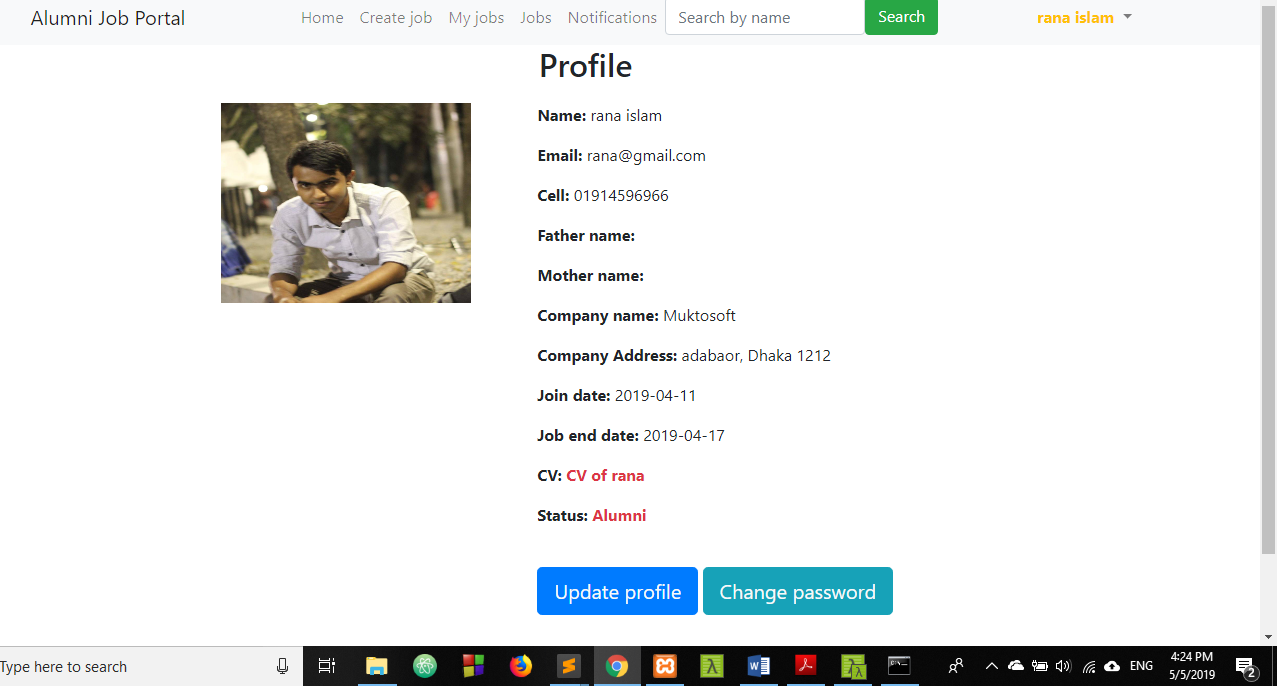 Alumni Job Portal Home Create job My jobs Jobs Notifications Search by name Search rana islam
Profile
Name: rana islam
Email: rana@gmail.com
Cell: 01914596966
Father name:
Mother name:
Company name: Muktosoft
Company Address: adabaor, Dhaka 1212
Join date: 2019-04-11
Job end date: 2019-04-17
CV: CV of rana
Status: Alumni
Update profile Change password
Type here to search ENG 4:24 PM
5/5/2019 2